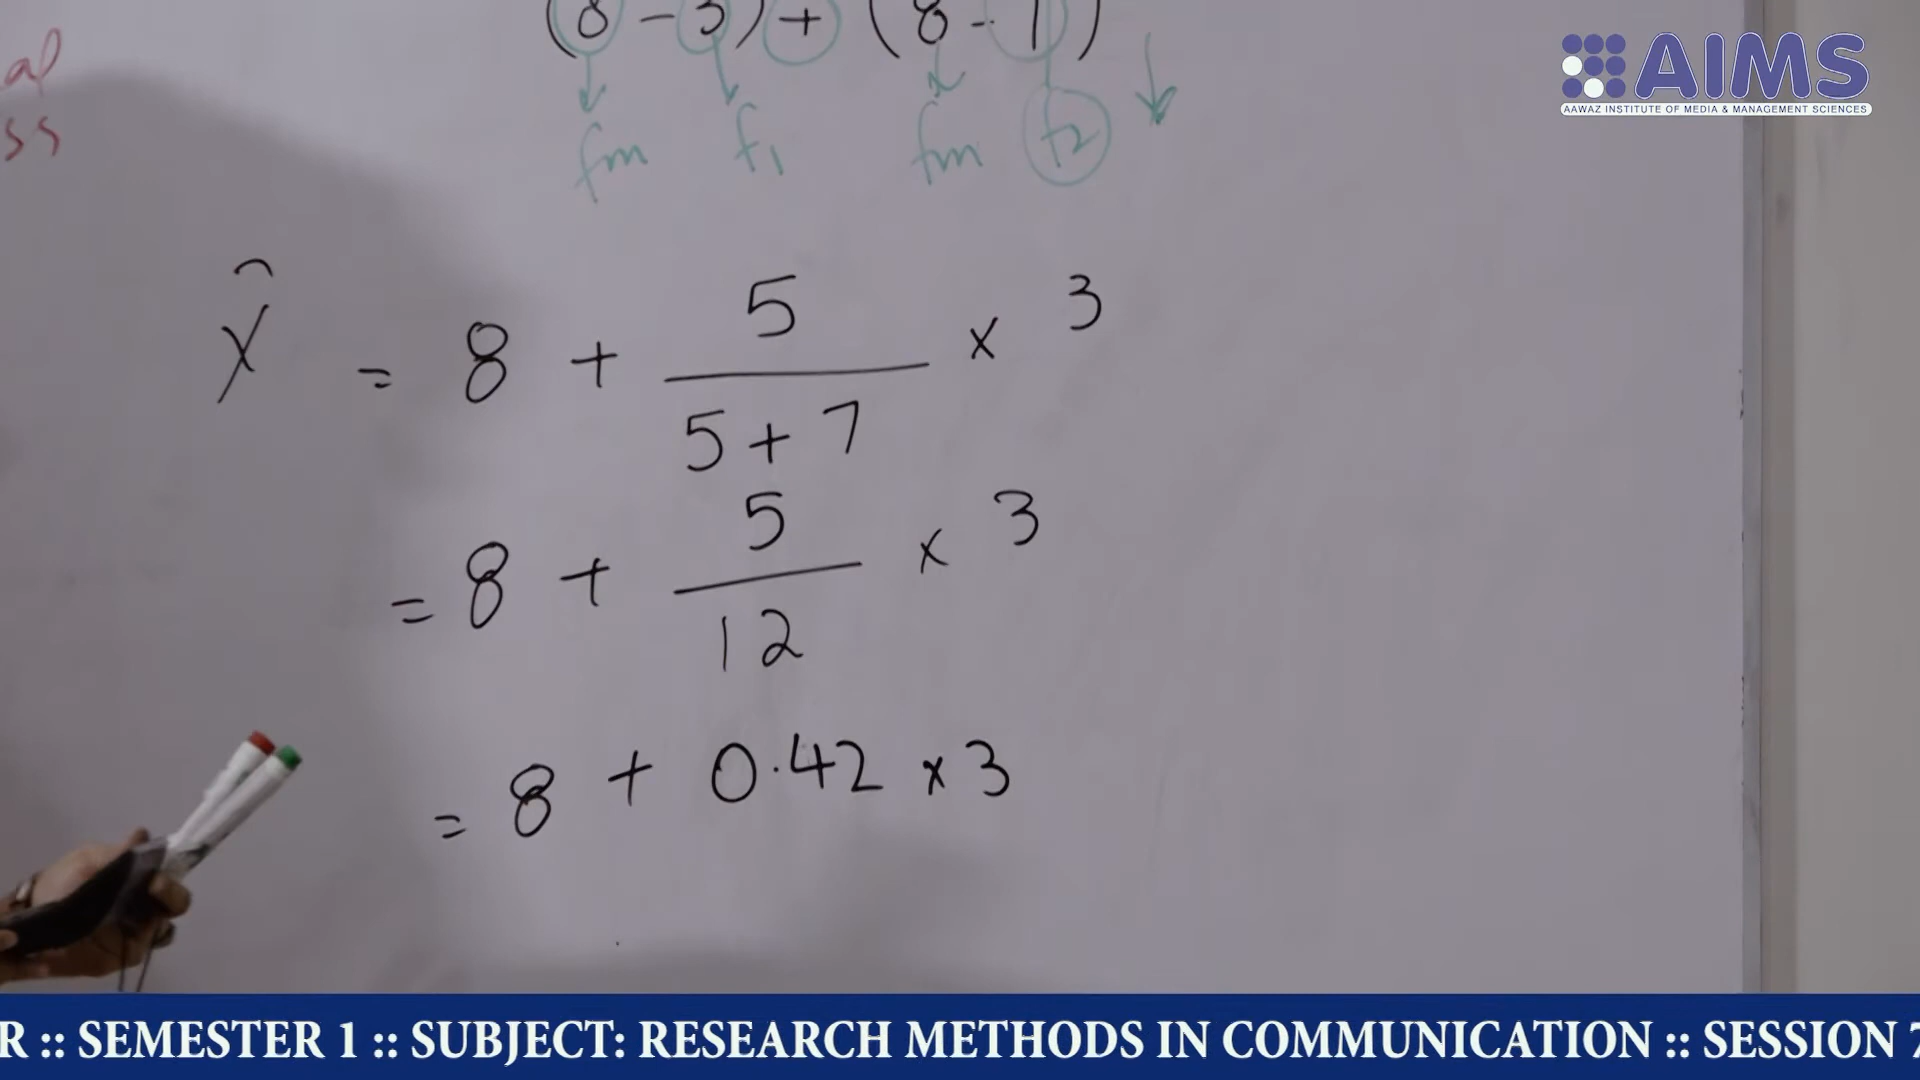 (8 - 3) + (8 - 1)
al
ss
fm f1 fm f2
AIMS
AAWAZ INSTITUTE OF MEDIA & MANAGEMENT SCIENCES
X̂ = 8 + 5 / 5 + 7 x 3
= 8 + 5 / 12 x 3
= 8 + 0.42 x 3
R :: SEMESTER 1 :: SUBJECT: RESEARCH METHODS IN COMMUNICATION :: SESSION 7